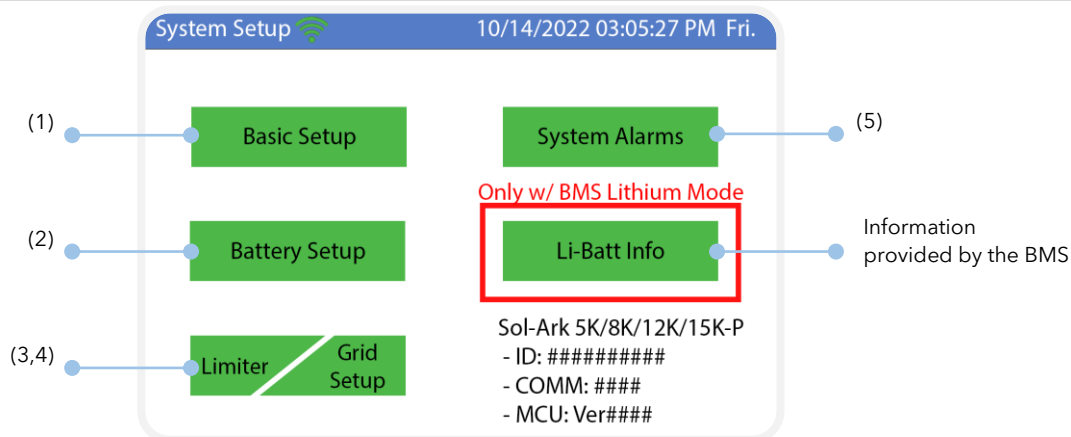 System Setup
10/14/2022 03:05:27 PM Fri.
(1)
Basic Setup
System Alarms
(5)
Only w/ BMS Lithium Mode
(2)
Battery Setup
Li-Batt Info
Information
provided by the BMS
(3,4)
Limiter
Grid
Setup
Sol-Ark 5K/8K/12K/15K-P
- ID: ##########
- COMM: ####
- MCU: Ver####